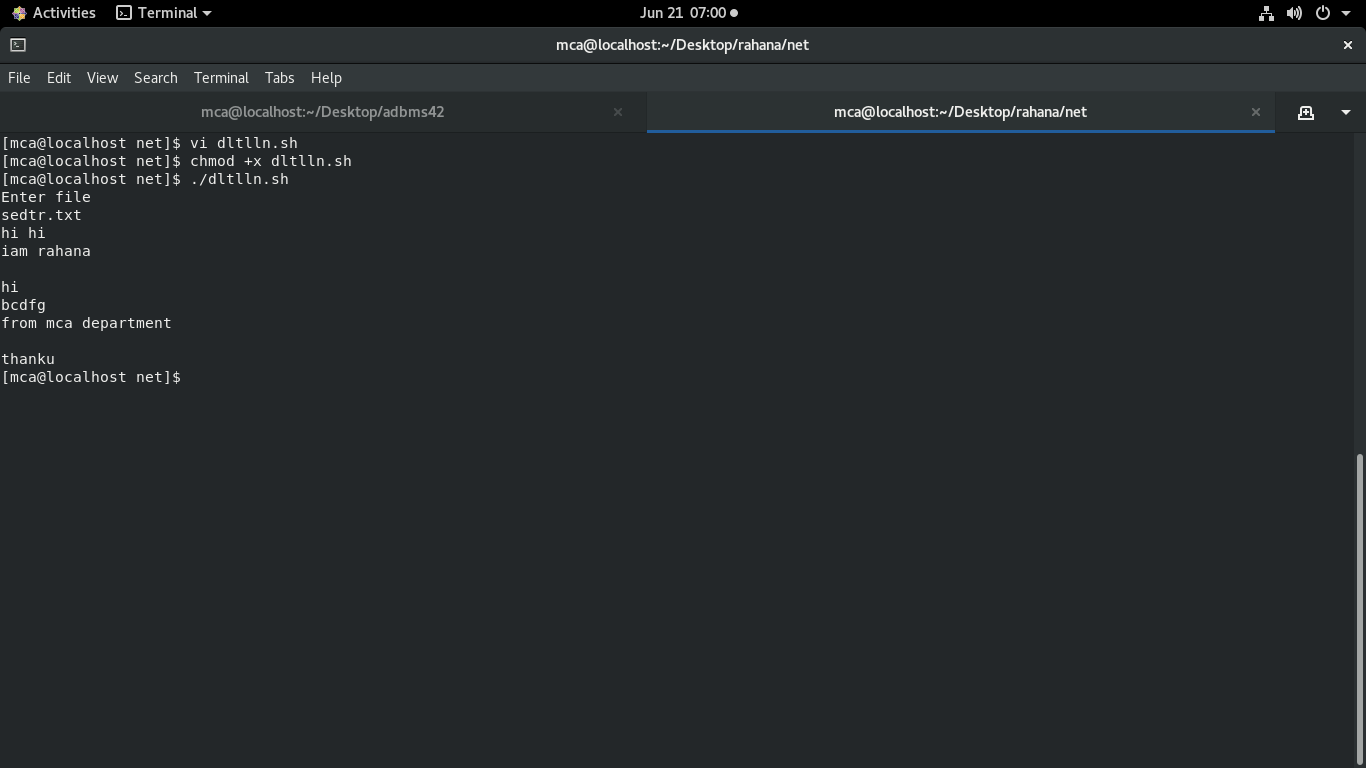 Activities Terminal Jun 21 07:00
mca@localhost:~/Desktop/rahana/net
File Edit View Search Terminal Tabs Help
mca@localhost:~/Desktop/adbms42 mca@localhost:~/Desktop/rahana/net
[mca@localhost net]$ vi dltlln.sh
[mca@localhost net]$ chmod +x dltlln.sh
[mca@localhost net]$ ./dltlln.sh
Enter file
sedtr.txt
hi hi
iam rahana
hi
bcdfg
from mca department
thanku
[mca@localhost net]$